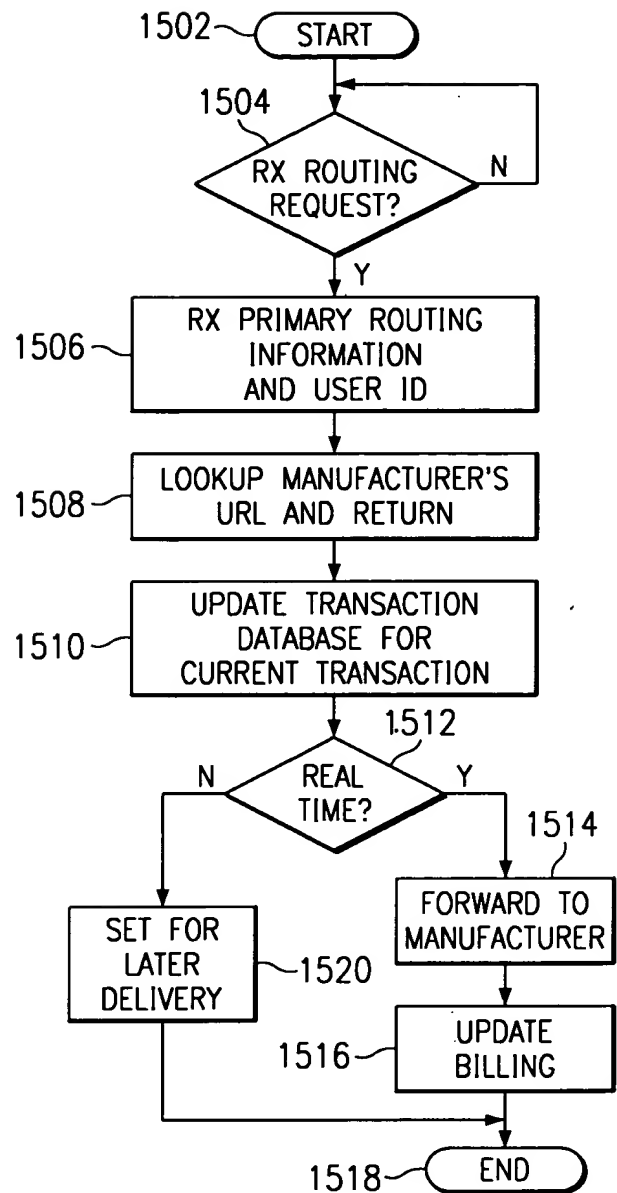 1502
START
1504
RX ROUTING
REQUEST?
N
Y
1506
RX PRIMARY ROUTING
INFORMATION
AND USER ID
1508
LOOKUP MANUFACTURER'S
URL AND RETURN
1510
UPDATE TRANSACTION
DATABASE FOR
CURRENT TRANSACTION
1512
N
REAL
TIME?
Y
1514
FORWARD TO
MANUFACTURER
SET FOR
LATER
DELIVERY
1520
1516
UPDATE
BILLING
1518
END